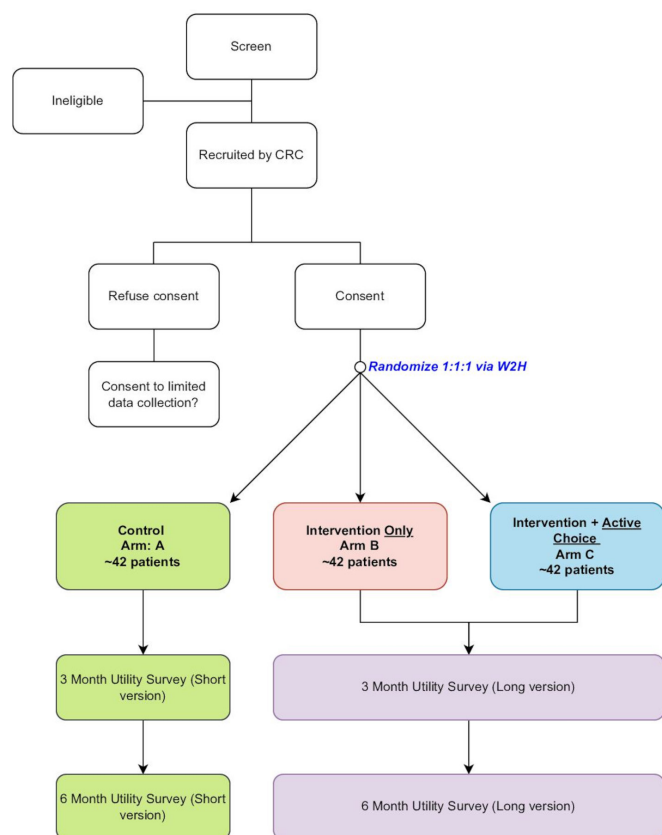 Screen
Ineligible
Recruited by CRC
Refuse consent
Consent
Randomize 1:1:1 via W2H
Consent to limited
data collection?
Control
Arm: A
~42 patients
Intervention Only
Arm B
~42 patients
Intervention + Active
Choice
Arm C
~42 patients
3 Month Utility Survey (Short
version)
3 Month Utility Survey (Long version)
6 Month Utility Survey (Short
version)
6 Month Utility Survey (Long version)